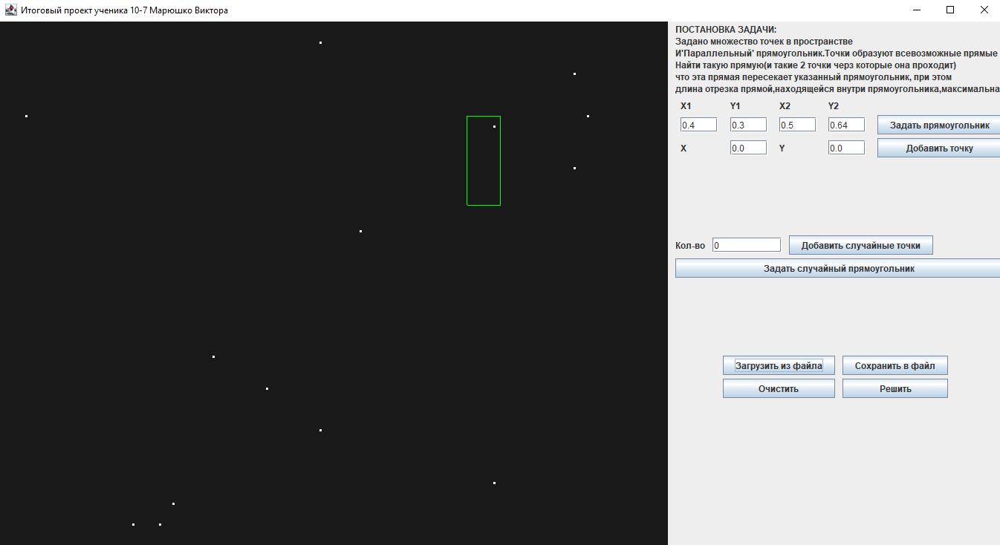 Итоговый проект ученика 10-7 Марюшко Виктора
ПОСТАНОВКА ЗАДАЧИ:
Задано множество точек в пространстве
И'Параллельный' прямоугольник.Точки образуют всевозможные прямые
Найти такую прямую(и такие 2 точки черз которые она проходит)
что эта прямая пересекает указанный прямоугольник, при этом
длина отрезка прямой,находящейся внутри прямоугольника,максимальна
X1 Y1 X2 Y2
0.4 0.3 0.5 0.64 Задать прямоугольник
X 0.0 Y 0.0 Добавить точку
Кол-во 0 Добавить случайные точки
Задать случайный прямоугольник
Загрузить из файла Сохранить в файл
Очистить Решить